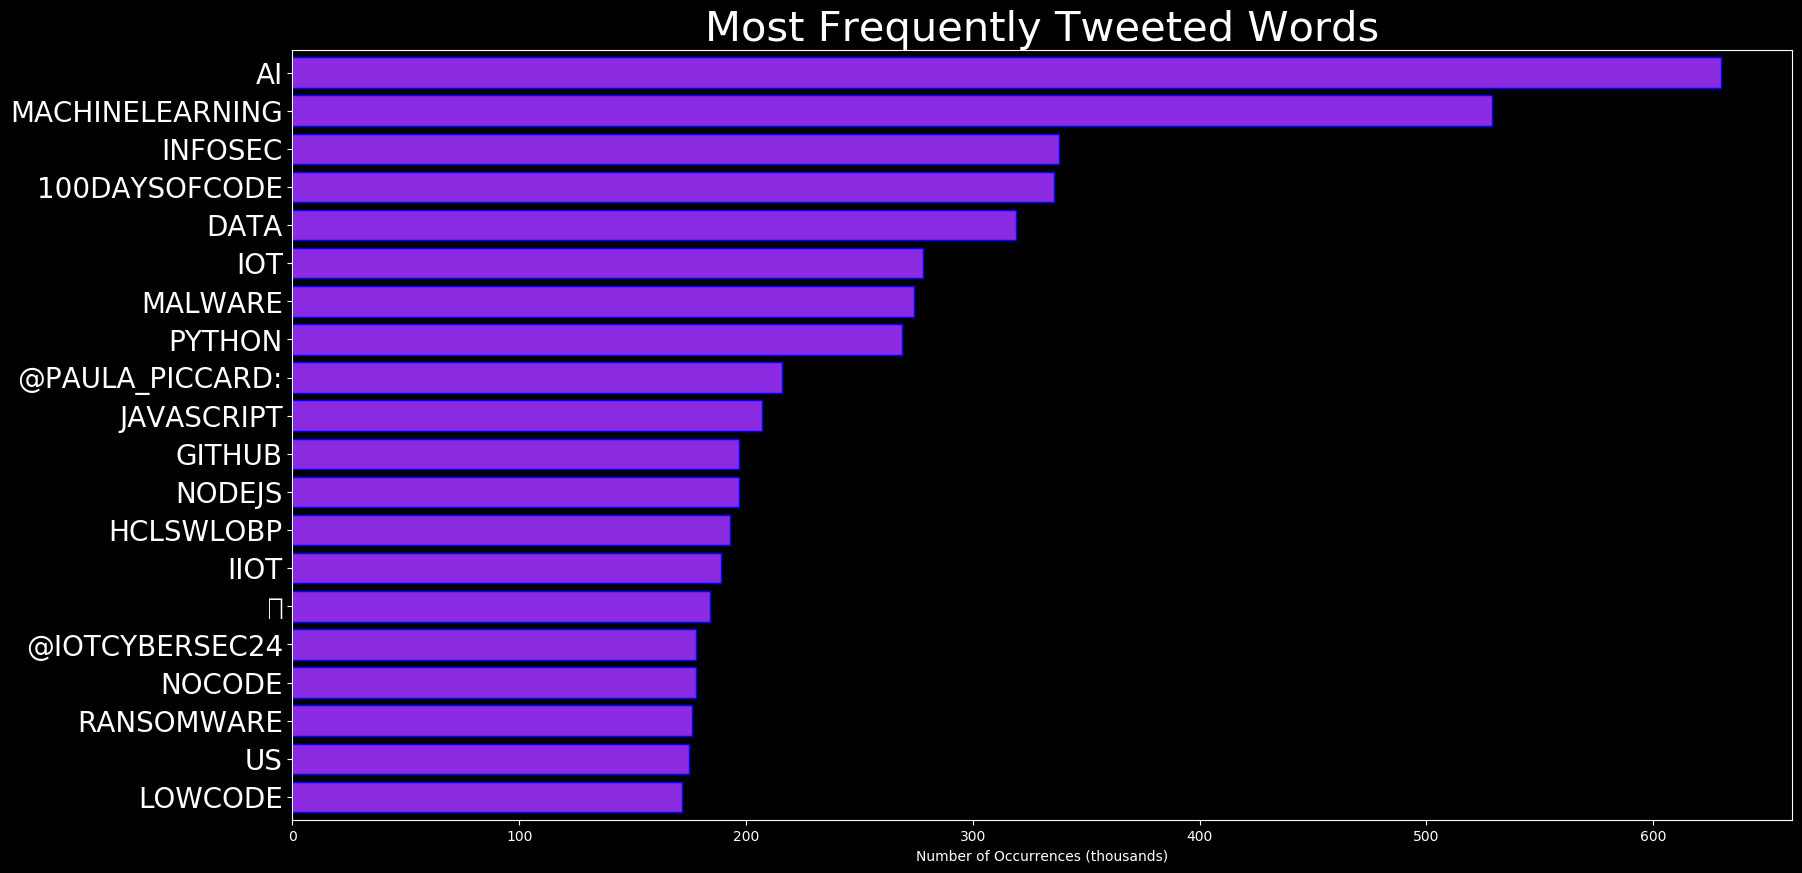 Most Frequently Tweeted Words
AI
MACHINELEARNING
INFOSEC
100DAYSOFCODE
DATA
IOT
MALWARE
PYTHON
@PAULA_PICCARD:
JAVASCRIPT
GITHUB
NODEJS
HCLSWLOBP
IIOT
@IOTCYBERSEC24
NOCODE
RANSOMWARE
US
LOWCODE
0 100 200 300 400 500 600
Number of Occurrences (thousands)